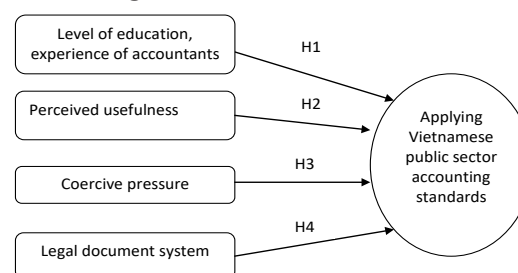 Level of education,
experience of accountants
H1
Perceived usefulness
H2
Coercive pressure
H3
Legal document system
H4
Applying
Vietnamese
public sector
accounting
standards